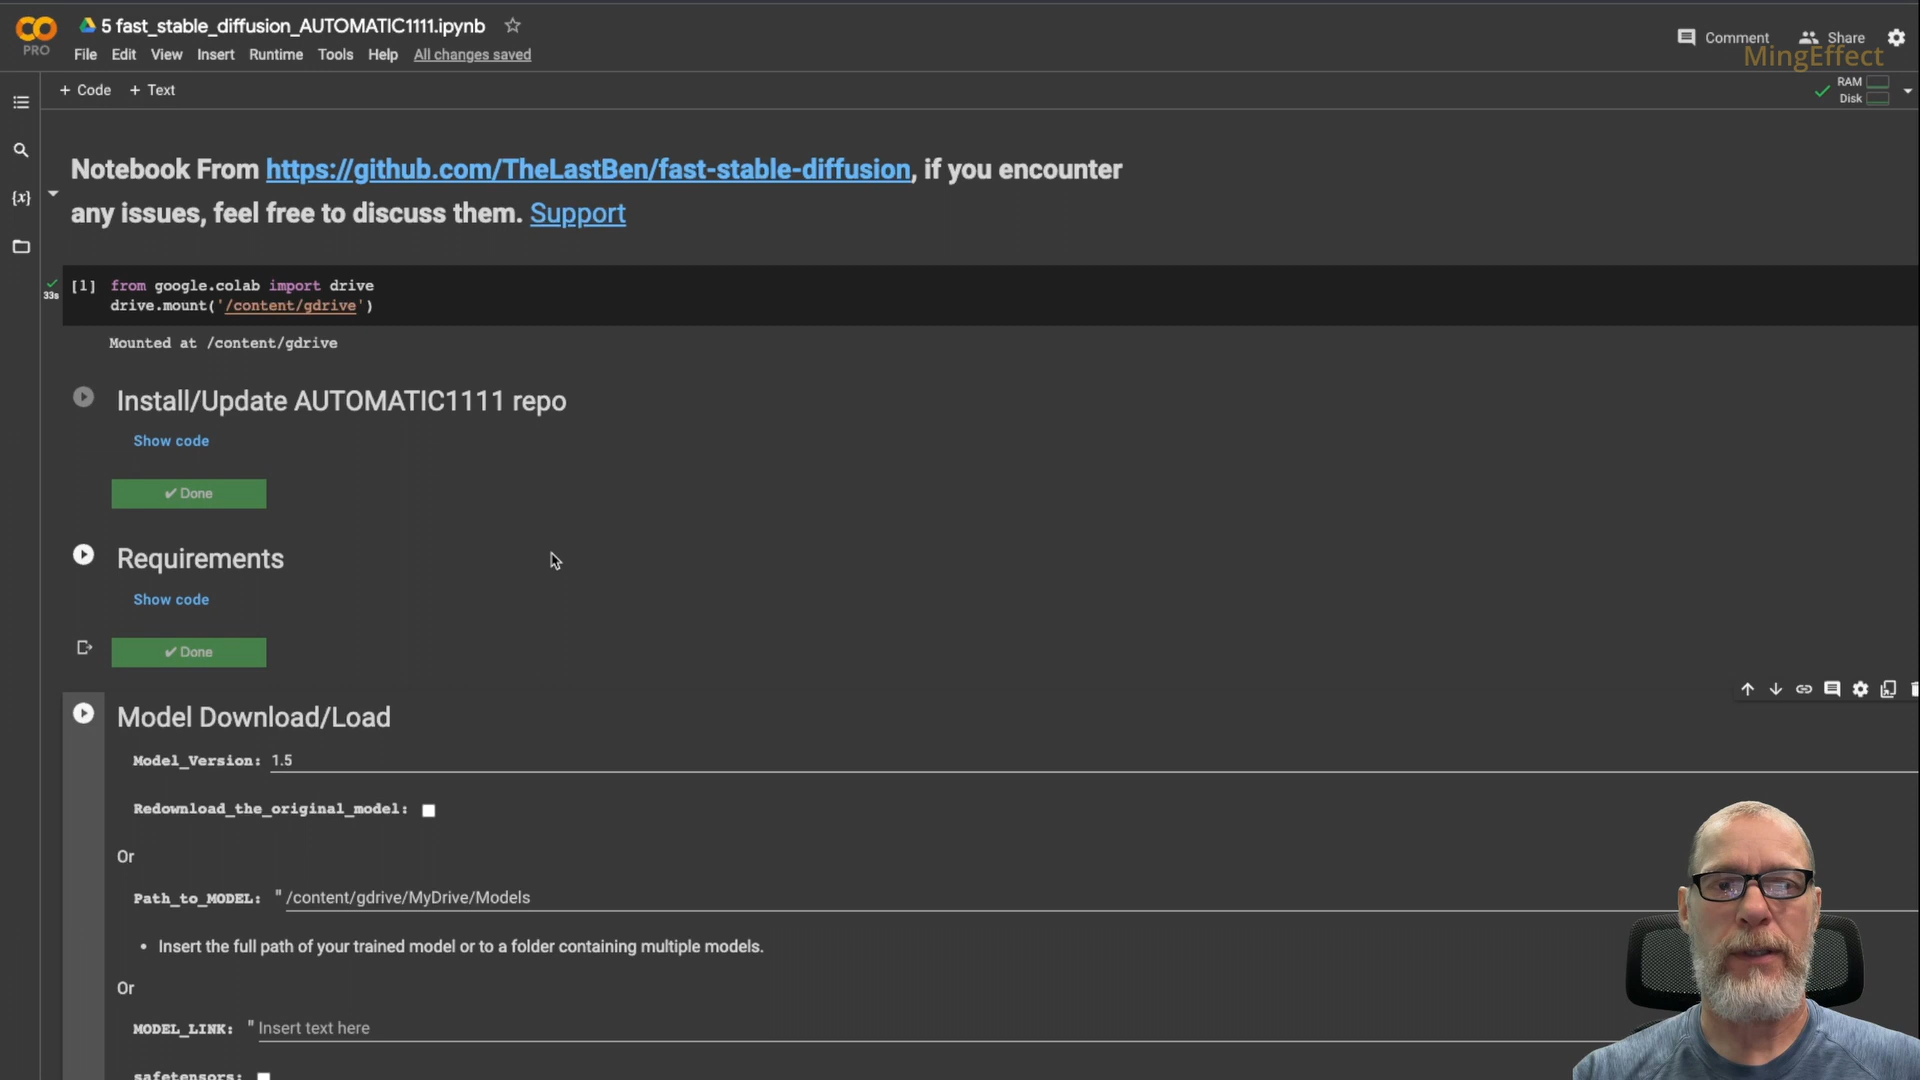 5 fast_stable_diffusion_AUTOMATIC1111.ipynb
PRO
File Edit View Insert Runtime Tools Help All changes saved
Comment Share
MingEffect
+ Code + Text
RAM
Disk
Notebook From https://github.com/TheLastBen/fast-stable-diffusion, if you encounter
any issues, feel free to discuss them. Support
{x}
33s
[1] from google.colab import drive
drive.mount('/content/gdrive')
Mounted at /content/gdrive
Install/Update AUTOMATIC1111 repo
Show code
✔ Done
Requirements
Show code
✔ Done
Model Download/Load
Model_Version: 1.5
Redownload_the_original_model:
Or
Path_to_MODEL: "/content/gdrive/MyDrive/Models
• Insert the full path of your trained model or to a folder containing multiple models.
Or
MODEL_LINK: "Insert text here
safetensors: